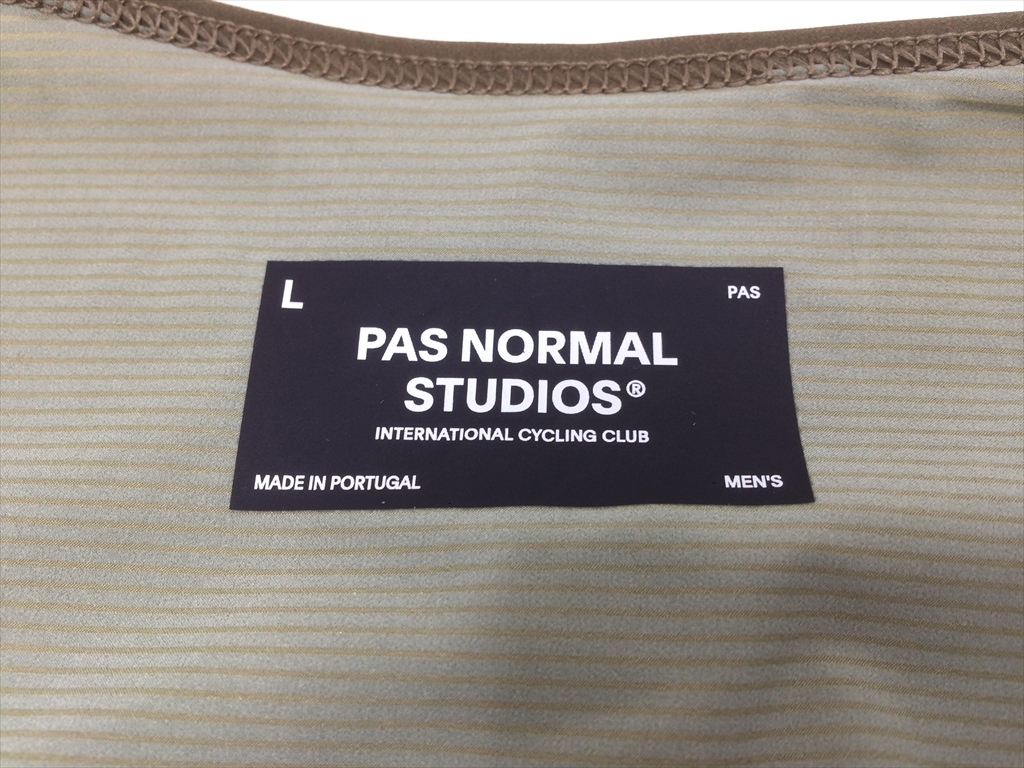 L
PAS
PAS NORMAL
STUDIOS®
INTERNATIONAL CYCLING CLUB
MADE IN PORTUGAL
MEN'S